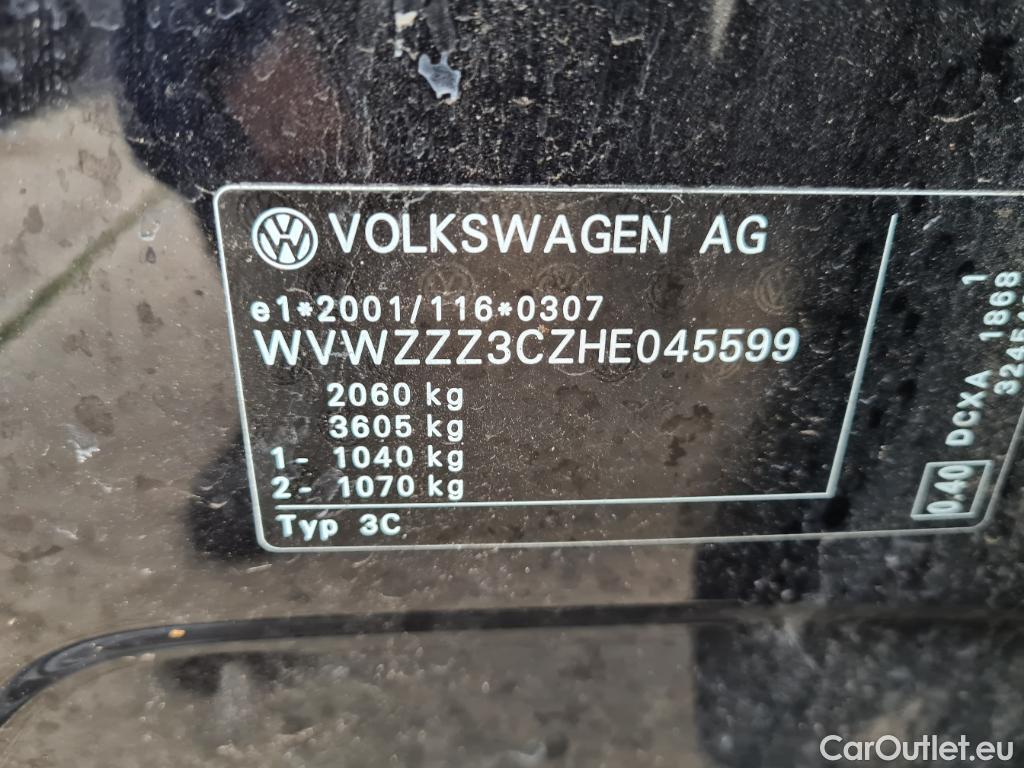 VOLKSWAGEN AG
e1*2001/116*0307
WVWZZZ3CZHE045599
2060 kg
3605 kg
1- 1040 kg
2- 1070 kg
Typ 3C
0.40
DCXA 1868 1
CarOutlet.eu